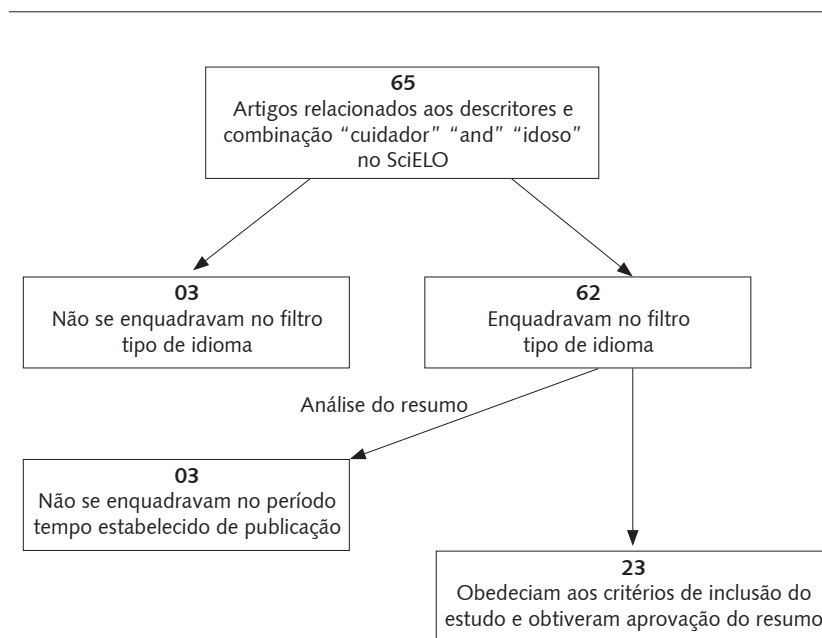 65
Artigos relacionados aos descritores e
combinação “cuidador” “and” “idoso”
no SciELO
03
Não se enquadravam no filtro
tipo de idioma
62
Enquadravam no filtro
tipo de idioma
Análise do resumo
03
Não se enquadravam no período
tempo estabelecido de publicação
23
Obedeciam aos critérios de inclusão do
estudo e obtiveram aprovação do resumo